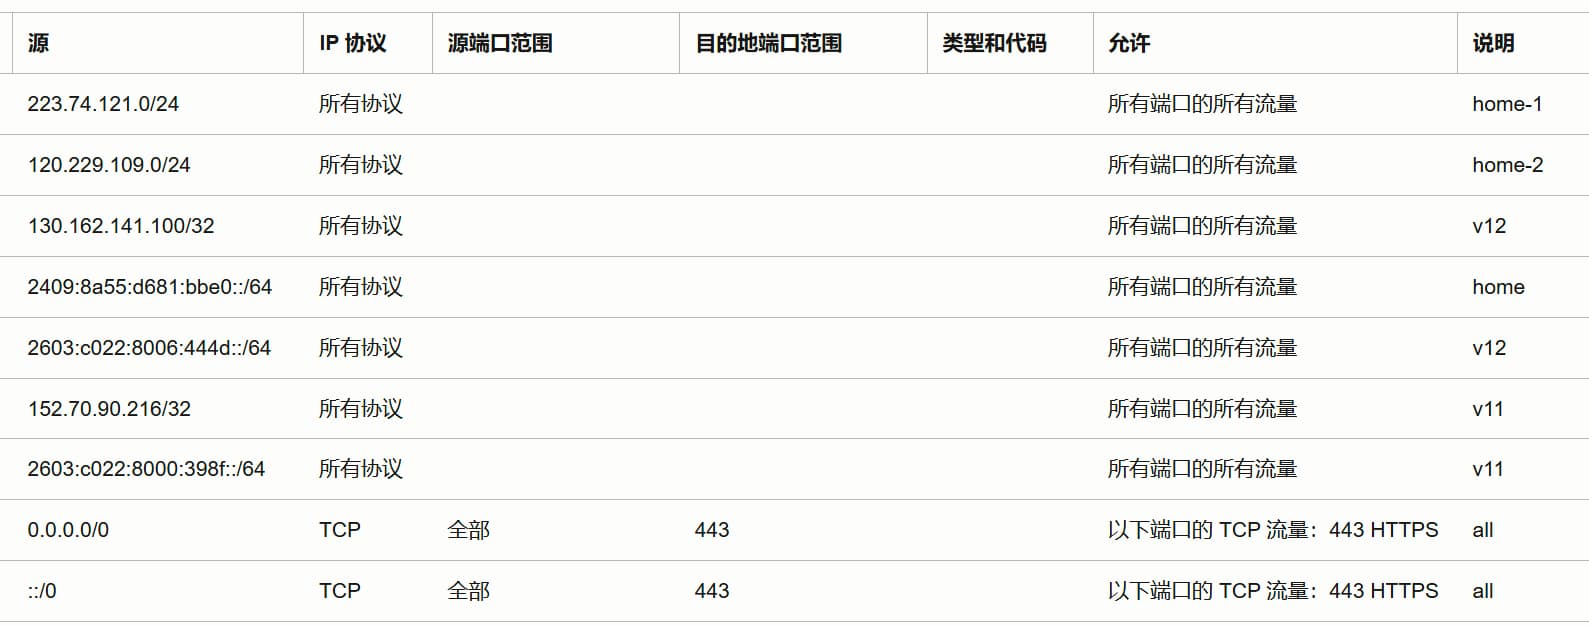 源 IP 协议 源端口范围 目的地端口范围 类型和代码 允许 说明
223.74.121.0/24 所有协议 所有端口的所有流量 home-1
120.229.109.0/24 所有协议 所有端口的所有流量 home-2
130.162.141.100/32 所有协议 所有端口的所有流量 v12
2409:8a55:d681:bbe0::/64 所有协议 所有端口的所有流量 home
2603:c022:8006:444d::/64 所有协议 所有端口的所有流量 v12
152.70.90.216/32 所有协议 所有端口的所有流量 v11
2603:c022:8000:398f::/64 所有协议 所有端口的所有流量 v11
0.0.0.0/0 TCP 全部 443 以下端口的 TCP 流量：443 HTTPS all
::/0 TCP 全部 443 以下端口的 TCP 流量：443 HTTPS all